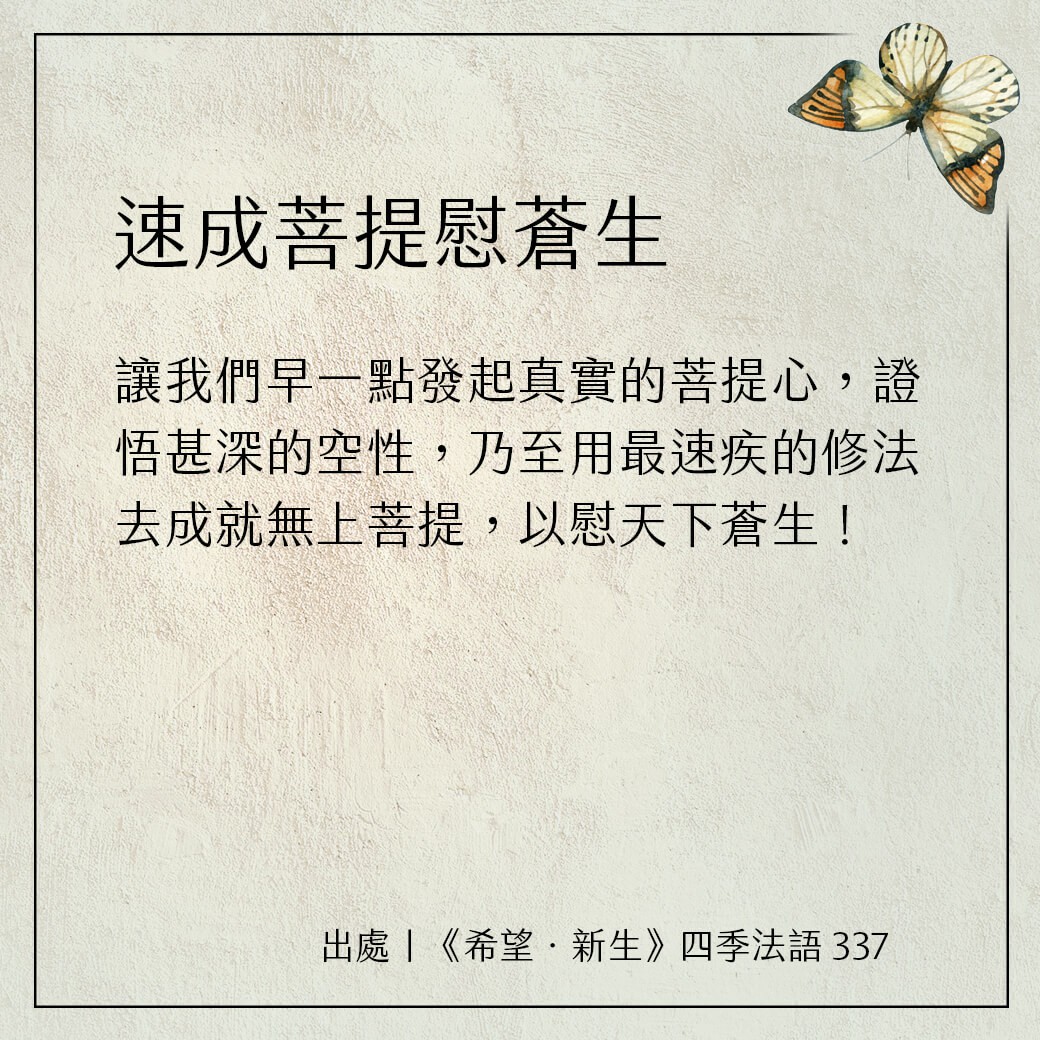 速成菩提慰蒼生
讓我們早一點發起真實的菩提心，證
悟甚深的空性，乃至用最速疾的修法
去成就無上菩提，以慰天下蒼生！
出處｜《希望．新生》四季法語 337